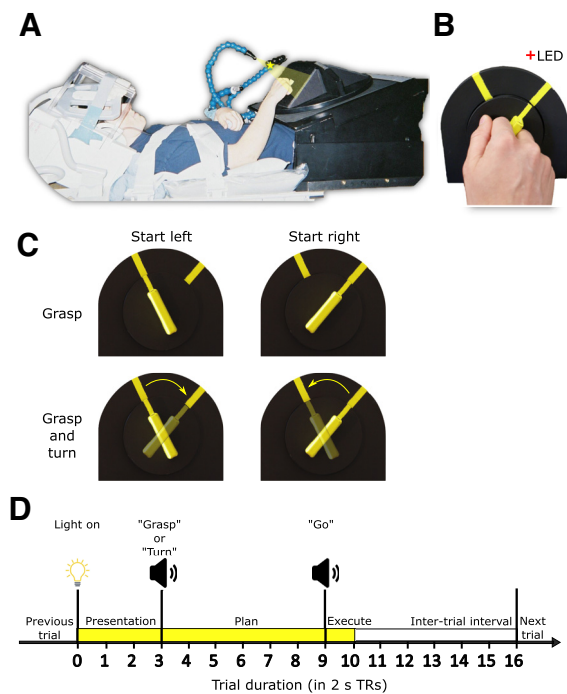 A
B
+LED
C
Start left
Start right
Grasp
Grasp
and
turn
D
Light on
"Grasp"
or
"Turn"
"Go"
Previous
trial
Presentation
Plan
Execute
Inter-trial interval
Next
trial
0 1 2 3 4 5 6 7 8 9 10 11 12 13 14 15 16
Trial duration (in 2 s TRs)